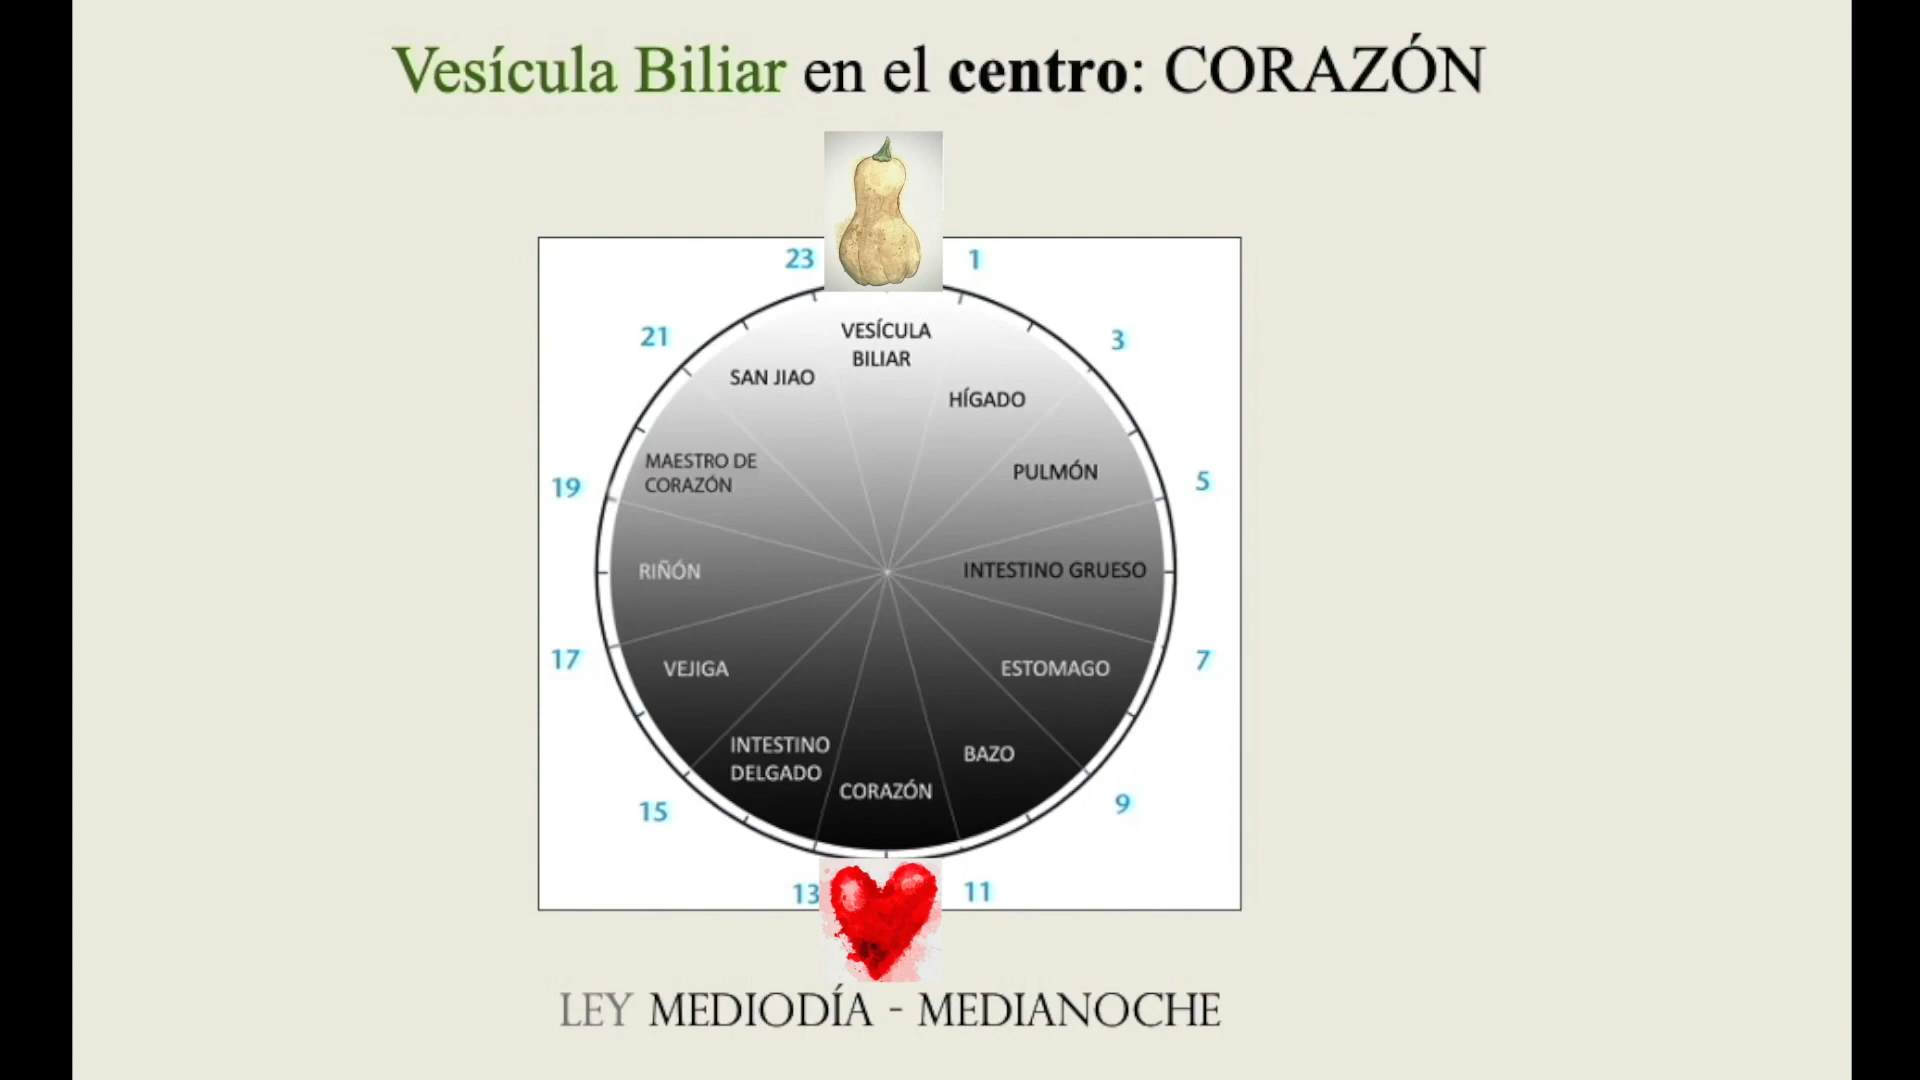 Vesícula Biliar en el centro: CORAZÓN
23
1
21
3
VESÍCULA
BILIAR
SAN JIAO
HÍGADO
MAESTRO DE
CORAZÓN
PULMÓN
19
5
RIÑÓN
INTESTINO GRUESO
17
7
VEJIGA
ESTOMAGO
INTESTINO
DELGADO
BAZO
CORAZÓN
15
9
13
11
LEY MEDIODÍA - MEDIANOCHE